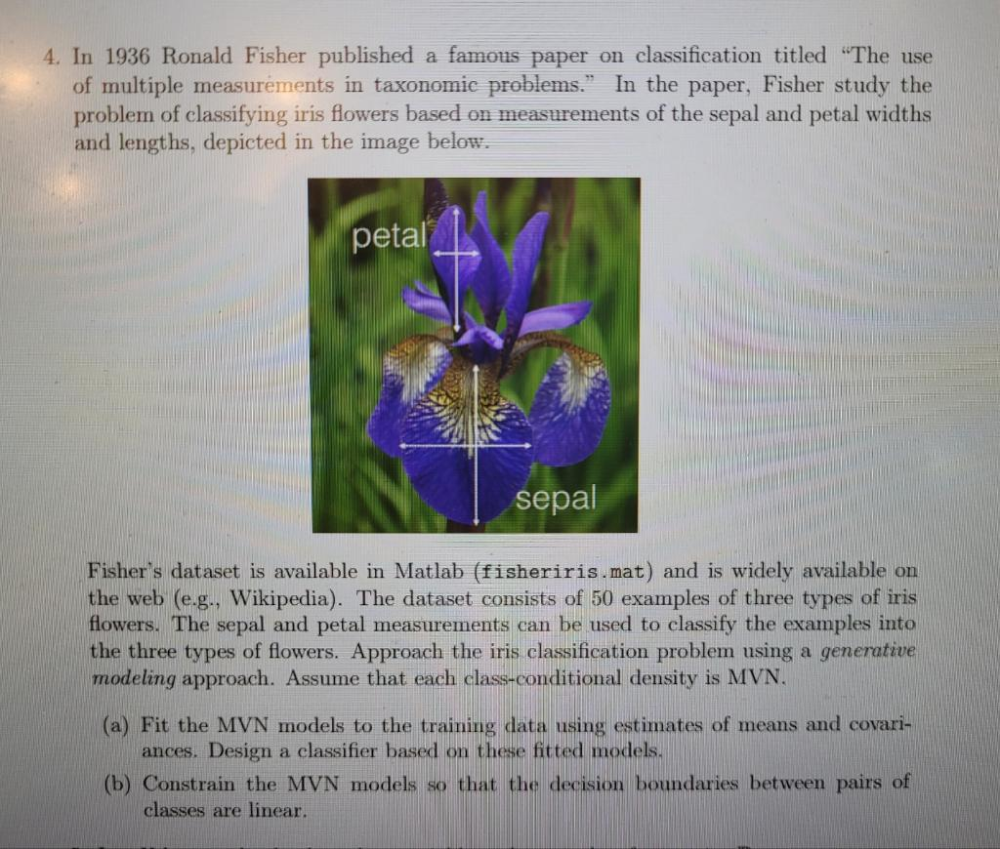 4. In 1936 Ronald Fisher published a famous paper on classification titled “The use
of multiple measurements in taxonomic problems.” In the paper, Fisher study the
problem of classifying iris flowers based on measurements of the sepal and petal widths
and lengths, depicted in the image below.
petal
sepal
Fisher’s dataset is available in Matlab (fisheriris.mat) and is widely available on
the web (e.g., Wikipedia). The dataset consists of 50 examples of three types of iris
flowers. The sepal and petal measurements can be used to classify the examples into
the three types of flowers. Approach the iris classification problem using a generative
modeling approach. Assume that each class-conditional density is MVN.
(a) Fit the MVN models to the training data using estimates of means and covari-
ances. Design a classifier based on these fitted models.
(b) Constrain the MVN models so that the decision boundaries between pairs of
classes are linear.